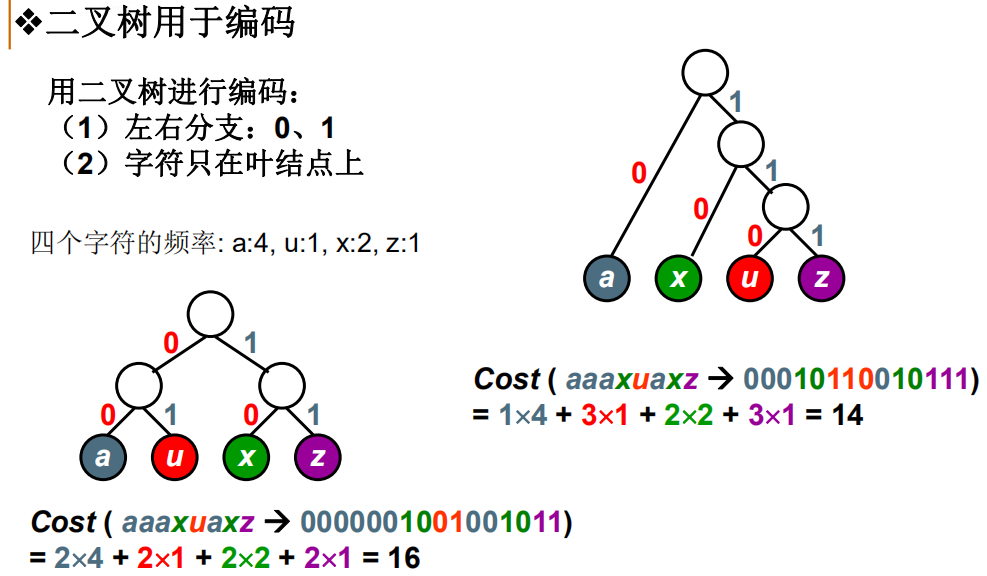 ❖二叉树用于编码
用二叉树进行编码：
（1）左右分支：0、1
（2）字符只在叶结点上
四个字符的频率: a:4, u:1, x:2, z:1
0 1
0 1 0 1
a u x z
Cost ( aaaxuaxz → 0000001001001011)
= 2×4 + 2×1 + 2×2 + 2×1 = 16
1
0 1
0 0 1
a x u z
Cost ( aaaxuaxz → 00010110010111)
= 1×4 + 3×1 + 2×2 + 3×1 = 14